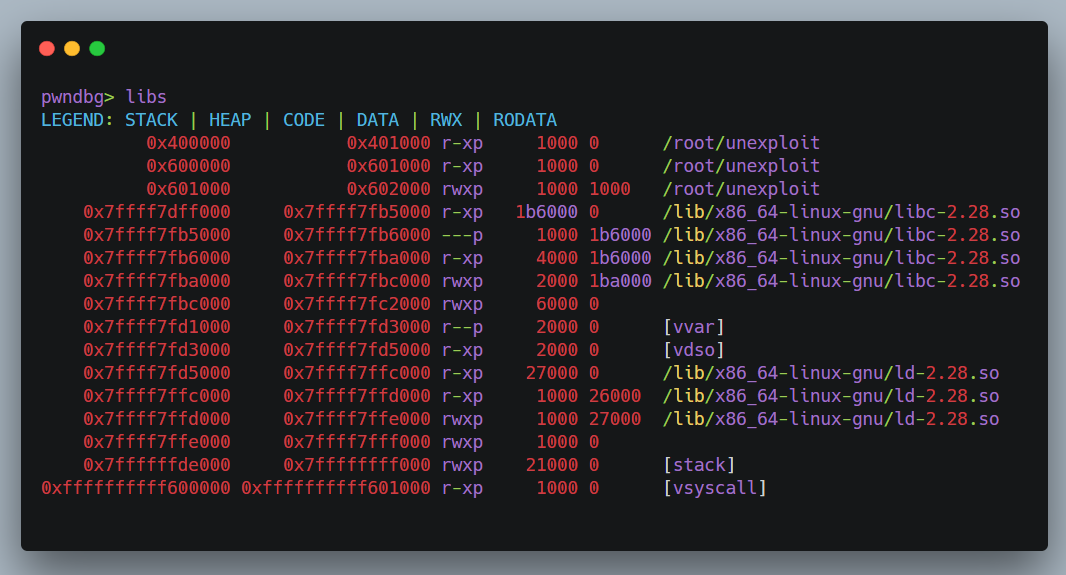 pwndbg> libs
LEGEND: STACK | HEAP | CODE | DATA | RWX | RODATA
0x400000 0x401000 r-xp 1000 0 /root/unexploit
0x600000 0x601000 r-xp 1000 0 /root/unexploit
0x601000 0x602000 rwxp 1000 1000 /root/unexploit
0x7ffff7dff000 0x7ffff7fb5000 r-xp 1b6000 0 /lib/x86_64-linux-gnu/libc-2.28.so
0x7ffff7fb5000 0x7ffff7fb6000 ---p 1000 1b6000 /lib/x86_64-linux-gnu/libc-2.28.so
0x7ffff7fb6000 0x7ffff7fba000 r-xp 4000 1b6000 /lib/x86_64-linux-gnu/libc-2.28.so
0x7ffff7fba000 0x7ffff7fbc000 rwxp 2000 1ba000 /lib/x86_64-linux-gnu/libc-2.28.so
0x7ffff7fbc000 0x7ffff7fc2000 rwxp 6000 0
0x7ffff7fd1000 0x7ffff7fd3000 r--p 2000 0 [vvar]
0x7ffff7fd3000 0x7ffff7fd5000 r-xp 2000 0 [vdso]
0x7ffff7fd5000 0x7ffff7ffc000 r-xp 27000 0 /lib/x86_64-linux-gnu/ld-2.28.so
0x7ffff7ffc000 0x7ffff7ffd000 r-xp 1000 26000 /lib/x86_64-linux-gnu/ld-2.28.so
0x7ffff7ffd000 0x7ffff7ffe000 rwxp 1000 27000 /lib/x86_64-linux-gnu/ld-2.28.so
0x7ffff7ffe000 0x7ffff7fff000 rwxp 1000 0
0x7ffffffde000 0x7ffffffff000 rwxp 21000 0 [stack]
0xffffffffff600000 0xffffffffff601000 r-xp 1000 0 [vsyscall]